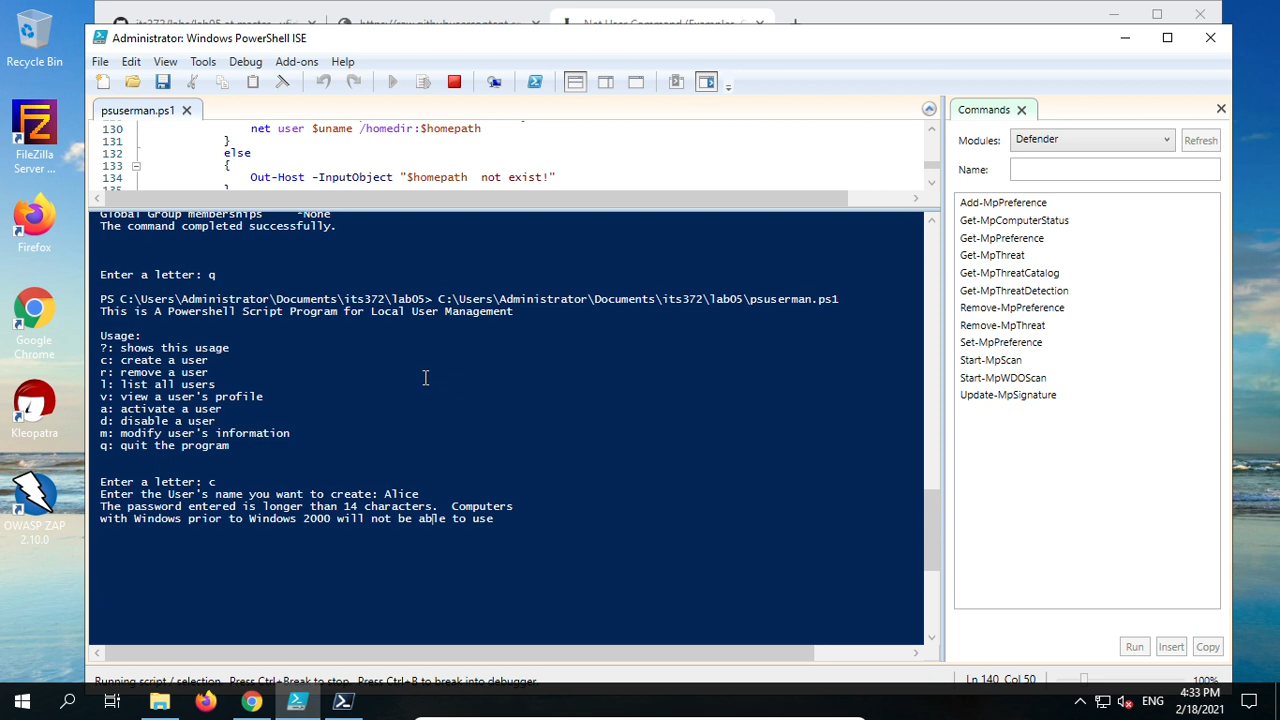 Recycle Bin
FileZilla
Server ...
Firefox
Google
Chrome
Kleopatra
OWASP ZAP
2.10.0
Administrator: Windows PowerShell ISE
File Edit View Tools Debug Add-ons Help
psuserman.ps1
130 net user $uname /homedir:$homepath
131 }
132 else
133 {
134 Out-Host -InputObject "$homepath  not exist!"
Global Group memberships     *None
The command completed successfully.
Enter a letter: q
PS C:\Users\Administrator\Documents\its372\lab05> C:\Users\Administrator\Documents\its372\lab05\psuserman.ps1
This is A Powershell Script Program for Local User Management
Usage:
?: shows this usage
c: create a user
r: remove a user
l: list all users
v: view a user's profile
a: activate a user
d: disable a user
m: modify user's information
q: quit the program
Enter a letter: c
Enter the User's name you want to create: Alice
The password entered is longer than 14 characters.  Computers
with Windows prior to Windows 2000 will not be able to use
Commands
Modules: Defender Refresh
Name:
Add-MpPreference
Get-MpComputerStatus
Get-MpPreference
Get-MpThreat
Get-MpThreatCatalog
Get-MpThreatDetection
Remove-MpPreference
Remove-MpThreat
Set-MpPreference
Start-MpScan
Start-MpWDOScan
Update-MpSignature
Run Insert Copy
Running script / selection. Press Ctrl+Break to stop. Press Ctrl+B to break into debugger.
Ln 140 Col 50 100%
ENG
4:33 PM
2/18/2021